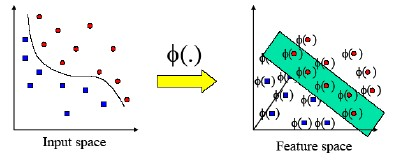 ϕ(.)
ϕ( )
ϕ( ) ϕ( )
ϕ( ) ϕ( )
ϕ( ) ϕ( ) ϕ( )
ϕ( ) ϕ( ) ϕ( )
ϕ( ) ϕ( ) ϕ( )
ϕ( ) ϕ( )
Input space
Feature space